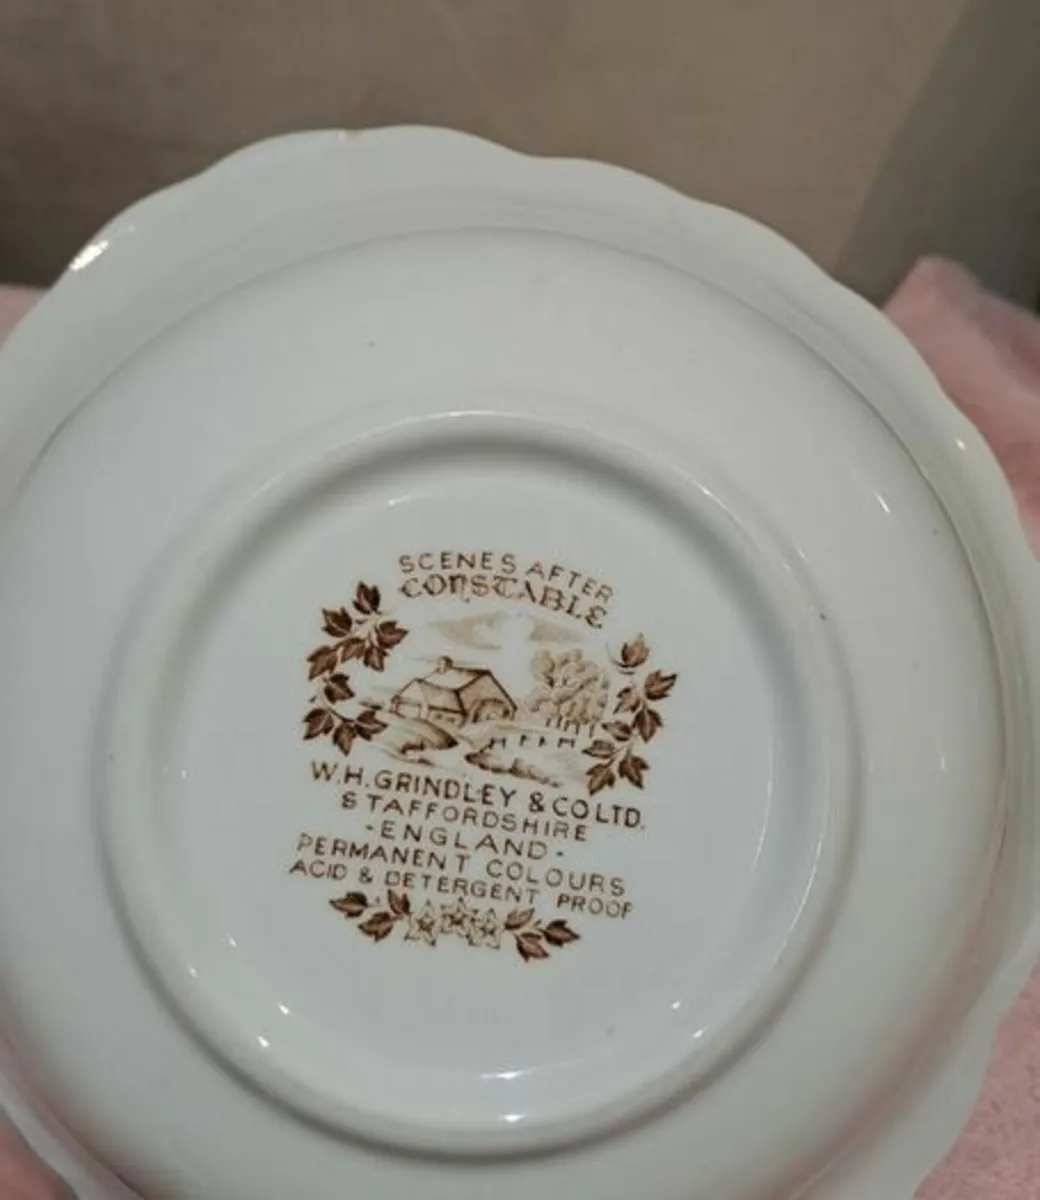 SCENES AFTER
CONSTABLE
W.H.GRINDLEY & CO LTD.
STAFFORDSHIRE
-ENGLAND-
PERMANENT COLOURS
ACID & DETERGENT PROOF